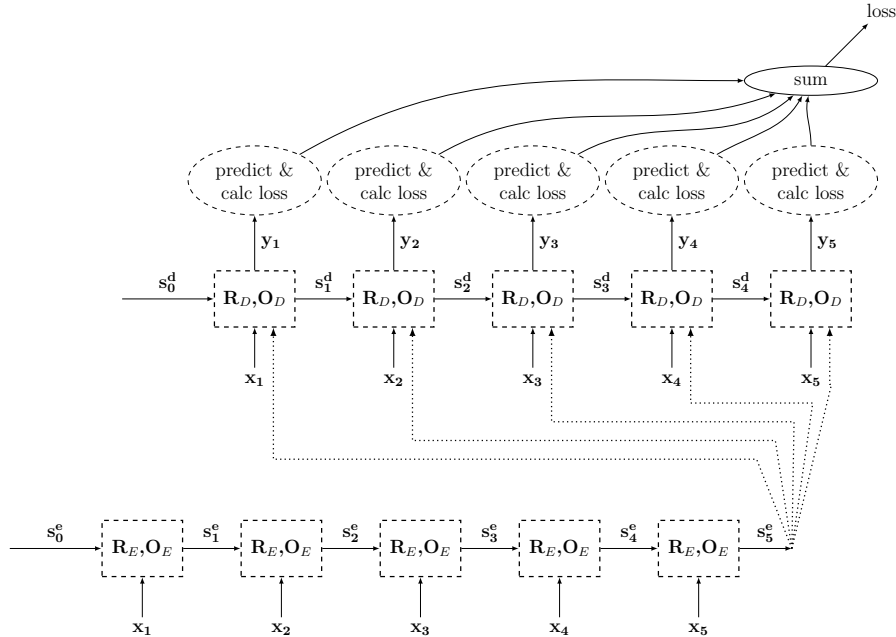 loss
sum
predict &
calc loss
predict &
calc loss
predict &
calc loss
predict &
calc loss
predict &
calc loss
y₁ y₂ y₃ y₄ y₅
s₀ᵈ s₁ᵈ s₂ᵈ s₃ᵈ s₄ᵈ
R_D,O_D R_D,O_D R_D,O_D R_D,O_D R_D,O_D
x₁ x₂ x₃ x₄ x₅
s₀ᵉ s₁ᵉ s₂ᵉ s₃ᵉ s₄ᵉ s₅ᵉ
R_E,O_E R_E,O_E R_E,O_E R_E,O_E R_E,O_E
x₁ x₂ x₃ x₄ x₅